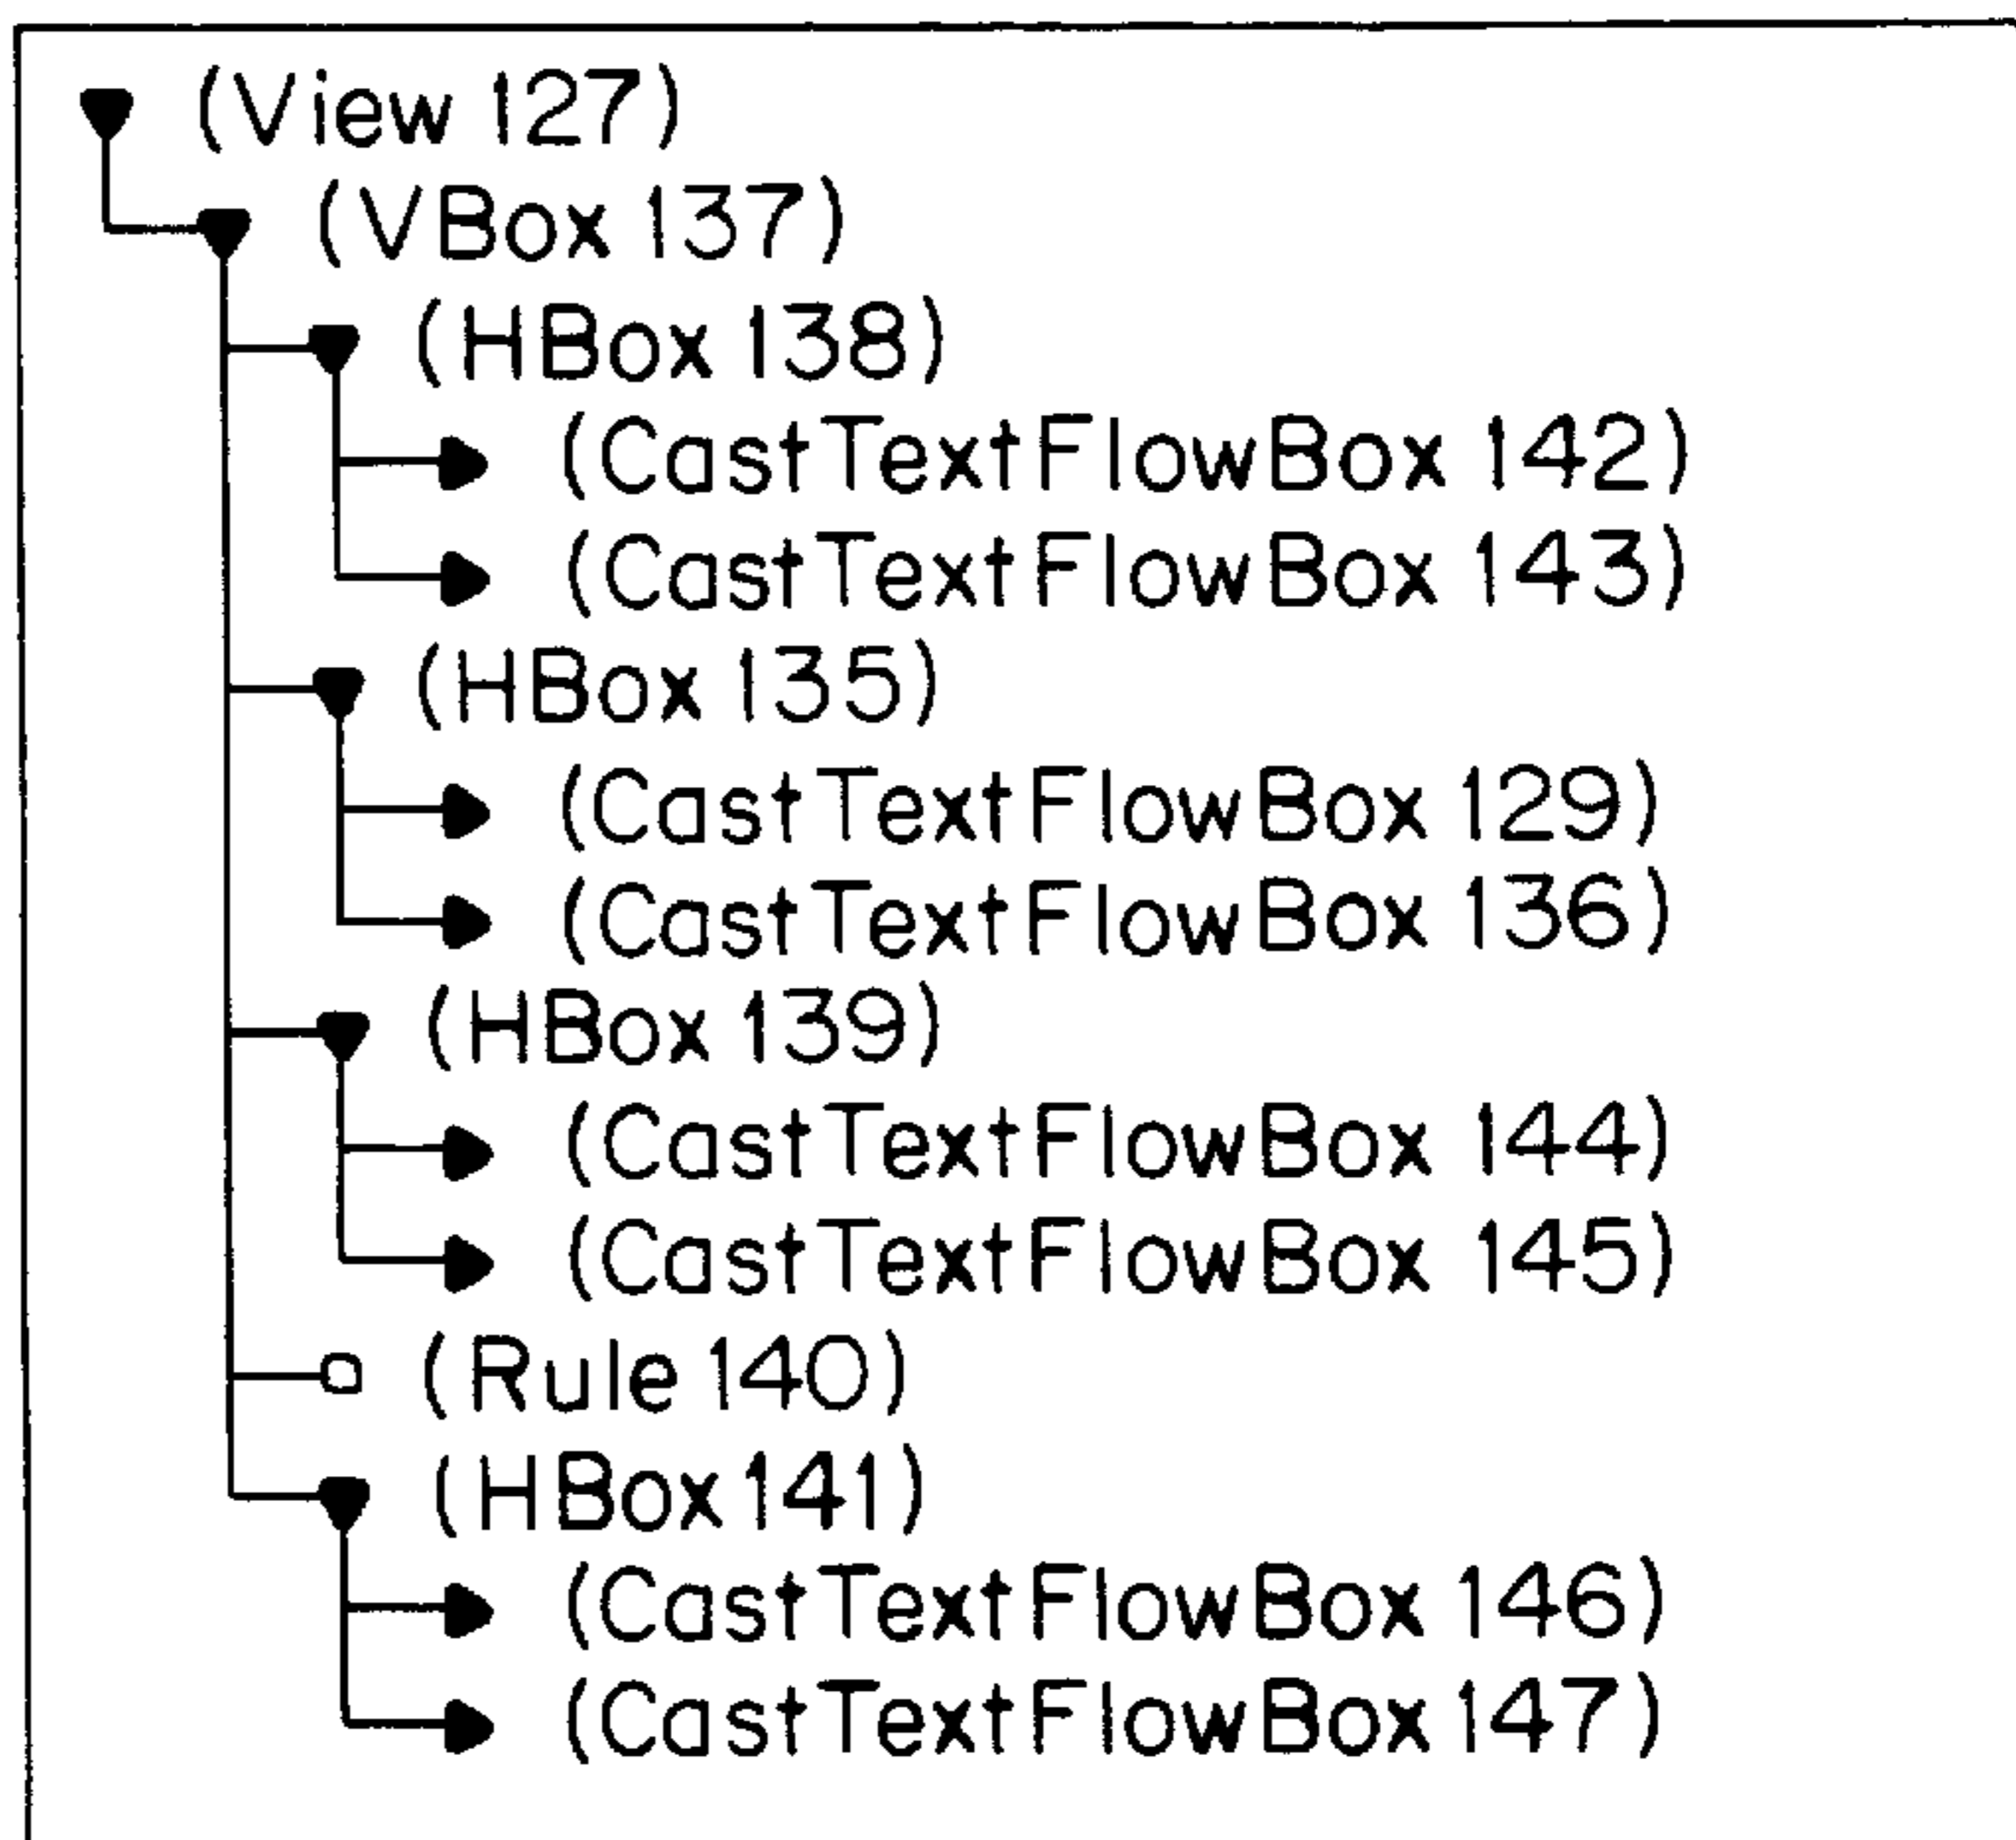 (View 127)
(VBox 137)
(HBox 138)
(CastTextFlowBox 142)
(CastTextFlowBox 143)
(HBox 135)
(CastTextFlowBox 129)
(CastTextFlowBox 136)
(HBox 139)
(CastTextFlowBox 144)
(CastTextFlowBox 145)
(Rule 140)
(HBox 141)
(CastTextFlowBox 146)
(CastTextFlowBox 147)